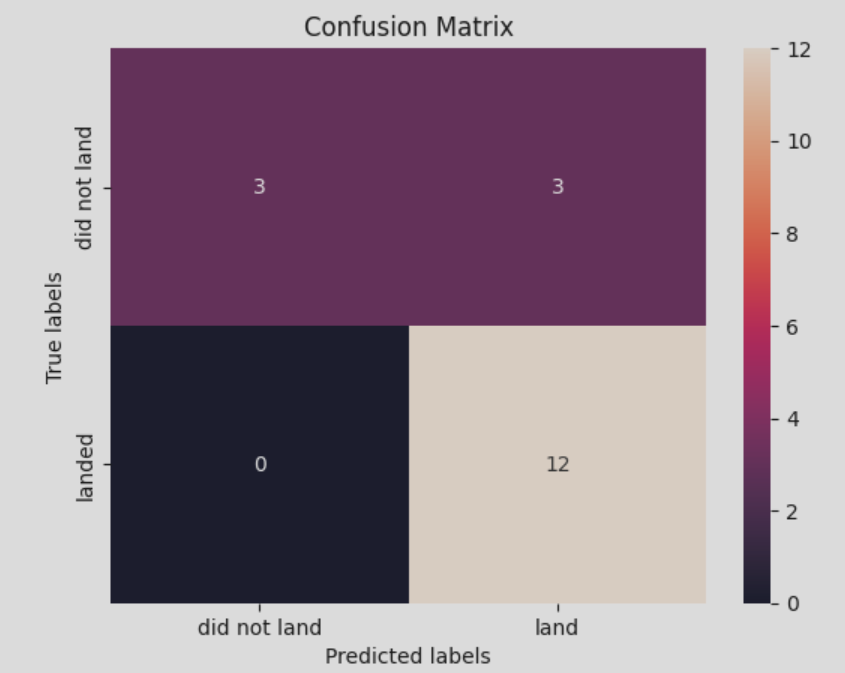 Confusion Matrix
True labels
did not land
landed
3
3
0
12
did not land
land
Predicted labels
12
10
8
6
4
2
0